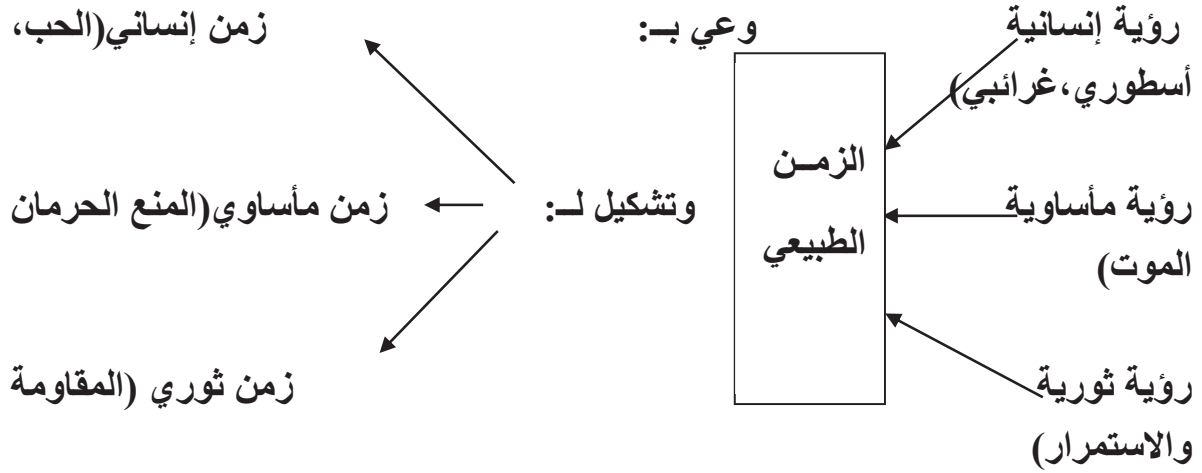 رؤية إنسانية وعي بـ: زمن إنساني(الحب،
أسطوري،غرائبي)
الزمـن
رؤية مأساوية وتشكيل لـ: زمن مأساوي(المنع الحرمان
الطبيعي
الموت)
رؤية ثورية زمن ثوري (المقاومة
والاستمرار)